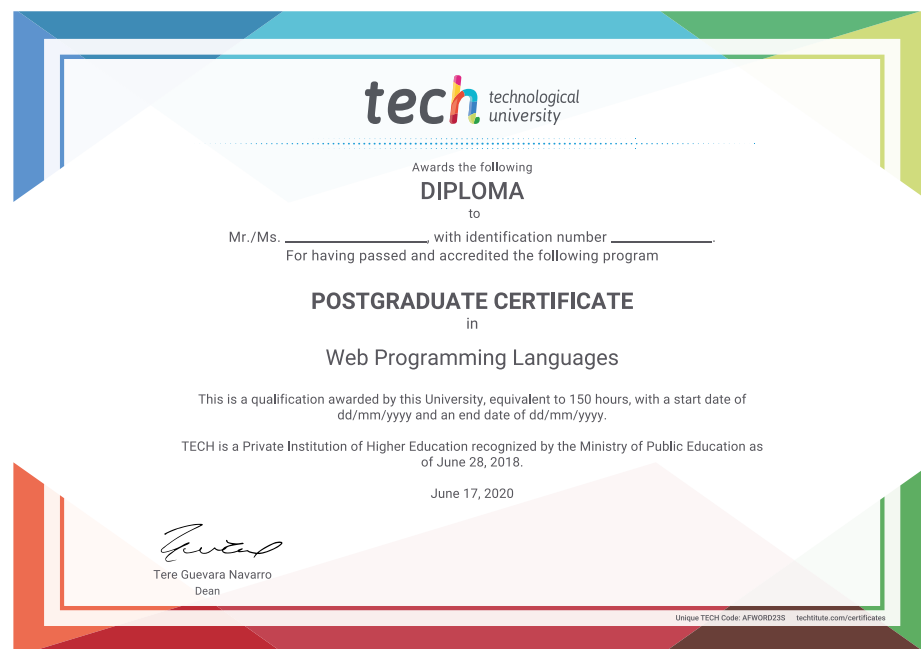 tech technological
university
Awards the following
DIPLOMA
to
Mr./Ms. ________________, with identification number ____________.
For having passed and accredited the following program
POSTGRADUATE CERTIFICATE
in
Web Programming Languages
This is a qualification awarded by this University, equivalent to 150 hours, with a start date of
dd/mm/yyyy and an end date of dd/mm/yyyy.
TECH is a Private Institution of Higher Education recognized by the Ministry of Public Education as
of June 28, 2018.
June 17, 2020
Tere Guevara Navarro
Dean
Unique TECH Code: AFWORD23S techtitute.com/certificates